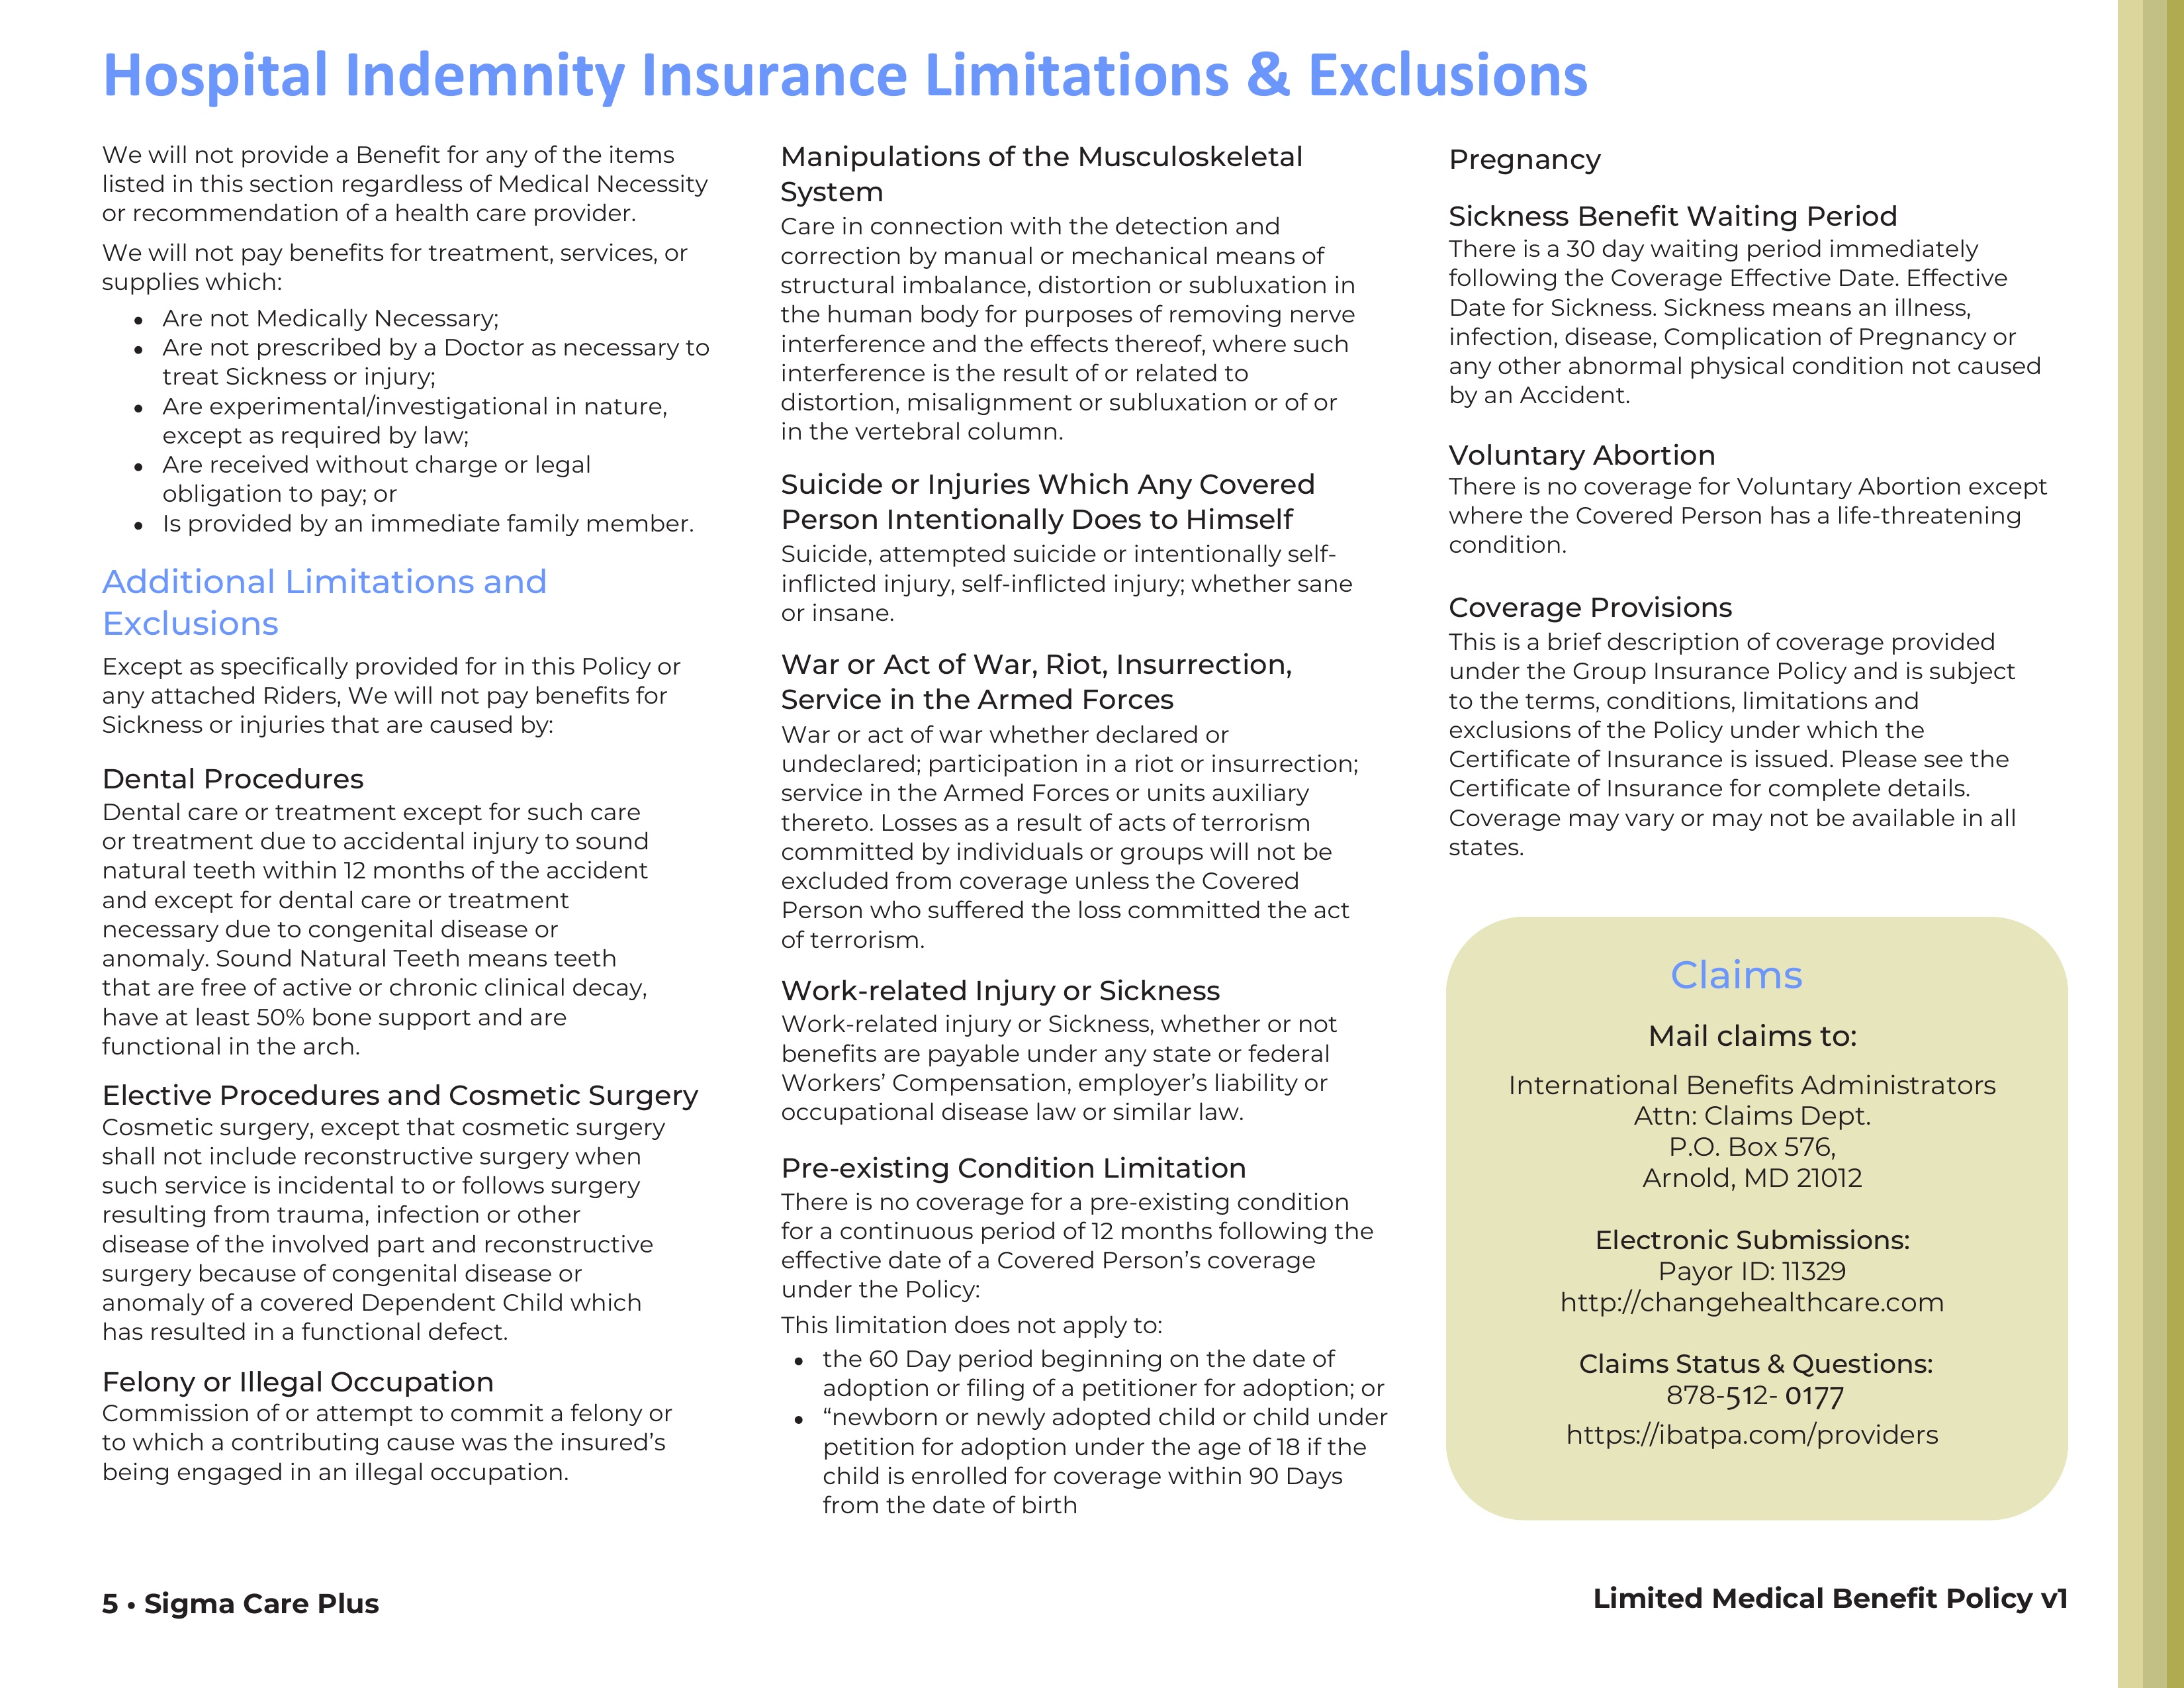 Hospital Indemnity Insurance Limitations & Exclusions
We will not provide a Benefit for any of the items
listed in this section regardless of Medical Necessity
or recommendation of a health care provider.
We will not pay benefits for treatment, services, or
supplies which:
• Are not Medically Necessary;
• Are not prescribed by a Doctor as necessary to
treat Sickness or injury;
• Are experimental/investigational in nature,
except as required by law;
• Are received without charge or legal
obligation to pay; or
• Is provided by an immediate family member.
Additional Limitations and
Exclusions
Except as specifically provided for in this Policy or
any attached Riders, We will not pay benefits for
Sickness or injuries that are caused by:
Dental Procedures
Dental care or treatment except for such care
or treatment due to accidental injury to sound
natural teeth within 12 months of the accident
and except for dental care or treatment
necessary due to congenital disease or
anomaly. Sound Natural Teeth means teeth
that are free of active or chronic clinical decay,
have at least 50% bone support and are
functional in the arch.
Elective Procedures and Cosmetic Surgery
Cosmetic surgery, except that cosmetic surgery
shall not include reconstructive surgery when
such service is incidental to or follows surgery
resulting from trauma, infection or other
disease of the involved part and reconstructive
surgery because of congenital disease or
anomaly of a covered Dependent Child which
has resulted in a functional defect.
Felony or Illegal Occupation
Commission of or attempt to commit a felony or
to which a contributing cause was the insured’s
being engaged in an illegal occupation.
Manipulations of the Musculoskeletal
System
Care in connection with the detection and
correction by manual or mechanical means of
structural imbalance, distortion or subluxation in
the human body for purposes of removing nerve
interference and the effects thereof, where such
interference is the result of or related to
distortion, misalignment or subluxation or of or
in the vertebral column.
Suicide or Injuries Which Any Covered
Person Intentionally Does to Himself
Suicide, attempted suicide or intentionally self-
inflicted injury, self-inflicted injury; whether sane
or insane.
War or Act of War, Riot, Insurrection,
Service in the Armed Forces
War or act of war whether declared or
undeclared; participation in a riot or insurrection;
service in the Armed Forces or units auxiliary
thereto. Losses as a result of acts of terrorism
committed by individuals or groups will not be
excluded from coverage unless the Covered
Person who suffered the loss committed the act
of terrorism.
Work-related Injury or Sickness
Work-related injury or Sickness, whether or not
benefits are payable under any state or federal
Workers’ Compensation, employer’s liability or
occupational disease law or similar law.
Pre-existing Condition Limitation
There is no coverage for a pre-existing condition
for a continuous period of 12 months following the
effective date of a Covered Person’s coverage
under the Policy:
This limitation does not apply to:
• the 60 Day period beginning on the date of
adoption or filing of a petitioner for adoption; or
• “newborn or newly adopted child or child under
petition for adoption under the age of 18 if the
child is enrolled for coverage within 90 Days
from the date of birth
Pregnancy
Sickness Benefit Waiting Period
There is a 30 day waiting period immediately
following the Coverage Effective Date. Effective
Date for Sickness. Sickness means an illness,
infection, disease, Complication of Pregnancy or
any other abnormal physical condition not caused
by an Accident.
Voluntary Abortion
There is no coverage for Voluntary Abortion except
where the Covered Person has a life-threatening
condition.
Coverage Provisions
This is a brief description of coverage provided
under the Group Insurance Policy and is subject
to the terms, conditions, limitations and
exclusions of the Policy under which the
Certificate of Insurance is issued. Please see the
Certificate of Insurance for complete details.
Coverage may vary or may not be available in all
states.
Claims
Mail claims to:
International Benefits Administrators
Attn: Claims Dept.
P.O. Box 576,
Arnold, MD 21012
Electronic Submissions:
Payor ID: 11329
http://changehealthcare.com
Claims Status & Questions:
878-512- 0177
https://ibatpa.com/providers
5 • Sigma Care Plus
Limited Medical Benefit Policy v1